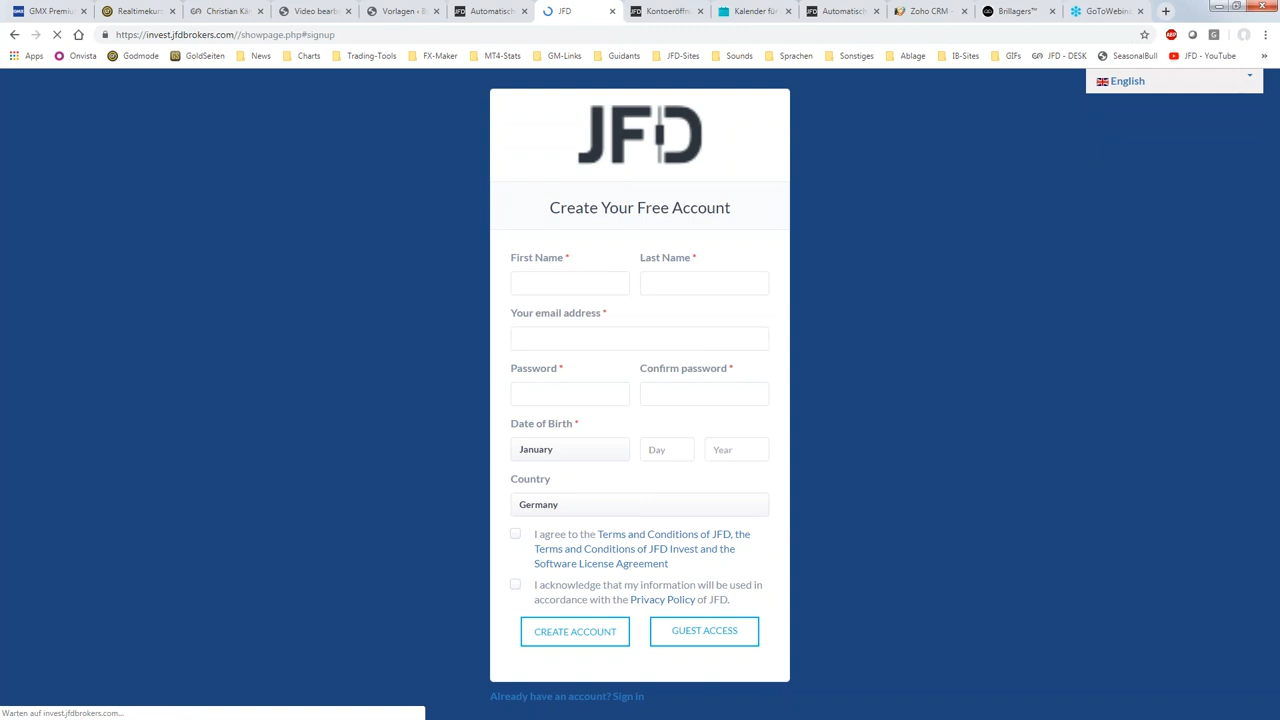 GMX Premiu
Realtimekurs
Christian Kä
Video bearbe
Vorlagen « B
Automatisch
JFD
Kontoeröffn
Kalender für
Automatisch
Zoho CRM -
Brillagers™
GoToWebina
https://invest.jfdbrokers.com//showpage.php#signup
Apps
Onvista
Godmode
GoldSeiten
News
Charts
Trading-Tools
FX-Maker
MT4-Stats
GM-Links
Guidants
JFD-Sites
Sounds
Sprachen
Sonstiges
Ablage
IB-Sites
GIFs
JFD - DESK
SeasonalBull
JFD - YouTube
»
English
JFD
Create Your Free Account
First Name * Last Name *
Your email address *
Password * Confirm password *
Date of Birth *
January Day Year
Country
Germany
I agree to the Terms and Conditions of JFD, the
Terms and Conditions of JFD Invest and the
Software License Agreement
I acknowledge that my information will be used in
accordance with the Privacy Policy of JFD.
CREATE ACCOUNT GUEST ACCESS
Already have an account? Sign in
Warten auf invest.jfdbrokers.com...